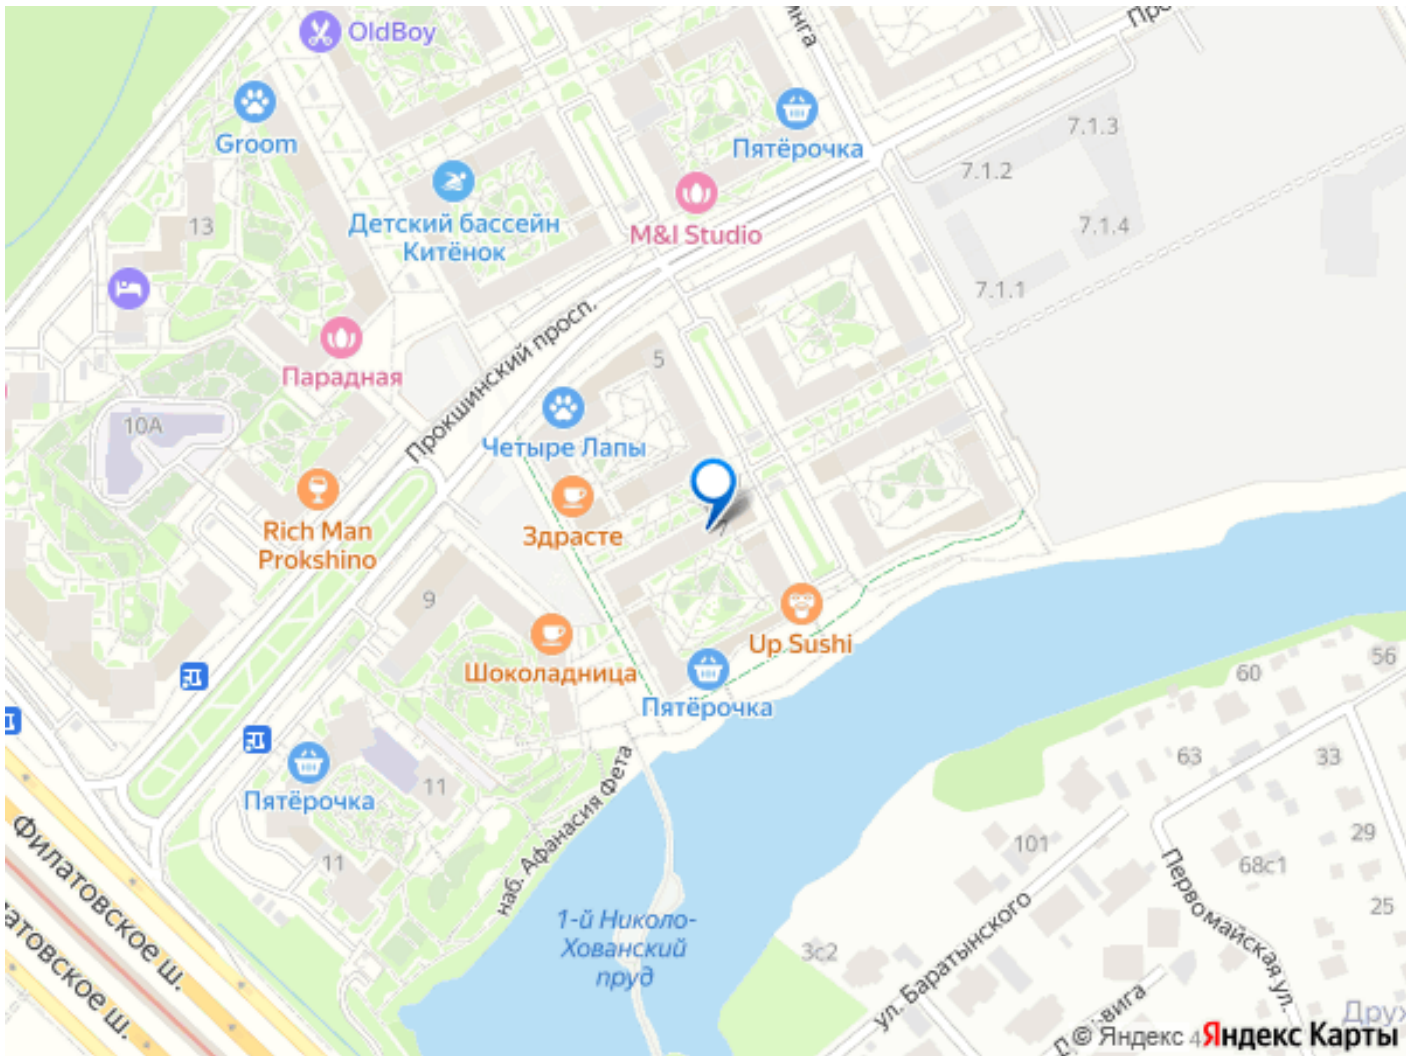 OldBoy
Groom
Пятёрочка
7.1.3
7.1.2
7.1.4
7.1.1
Детский бассейн
Китёнок
M&I Studio
13
Парадная
Прокшинский просп.
5
10А
Четыре Лапы
Rich Man
Prokshino
Здрасте
9
Up Sushi
Шоколадница
Пятёрочка
60
56
63
33
Пятёрочка
11
11
наб. Афанасия Фета
Филатовское ш.
101
29
68с1
25
1-й Николо-
Хованский
пруд
3с2
ул. Баратынского
Первомайская ул.
© Яндекс
Яндекс Карты